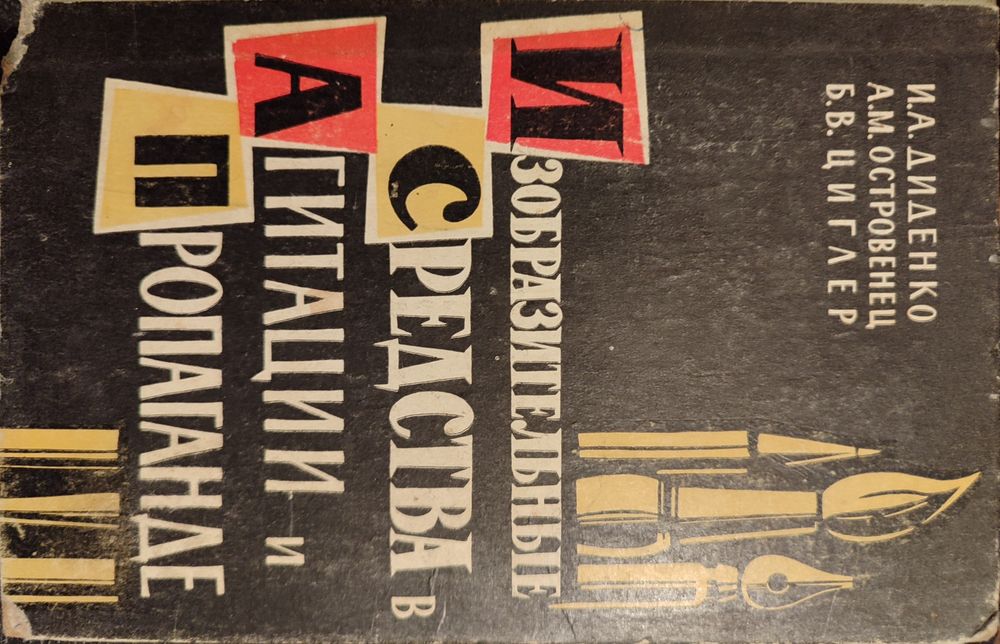 И.А.ДИДЕНКО
А.М.ОСТРОВЕНЕЦ
Б.В.ЦИГЛЕР
ИЗОБРАЗИТЕЛЬНЫЕ
СРЕДСТВА В
АГИТАЦИИ И
ПРОПАГАНДЕ